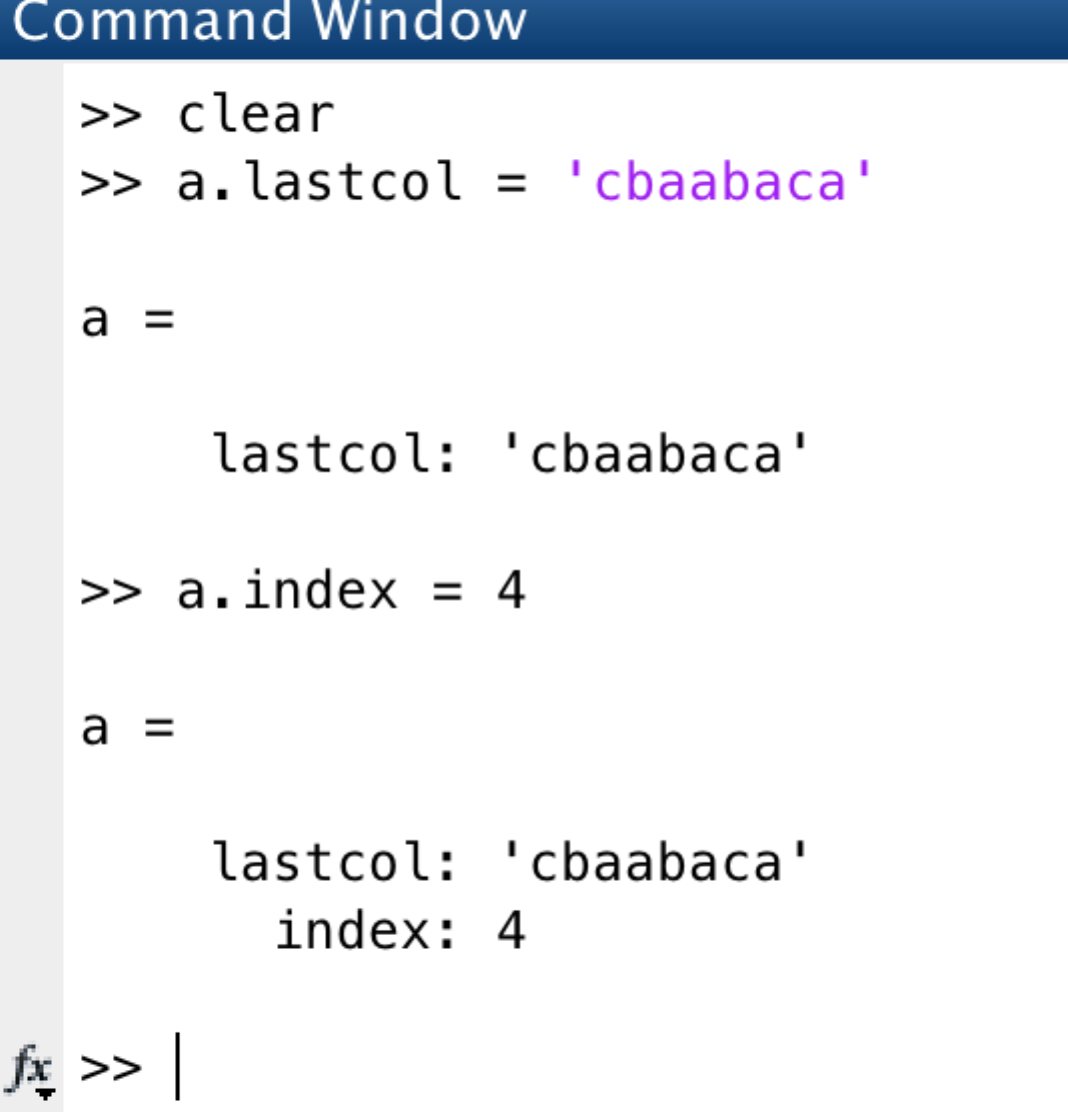 Command Window
>> clear
>> a.lastcol = 'cbaabaca'
a =
lastcol: 'cbaabaca'
>> a.index = 4
a =
lastcol: 'cbaabaca'
index: 4
fx >>